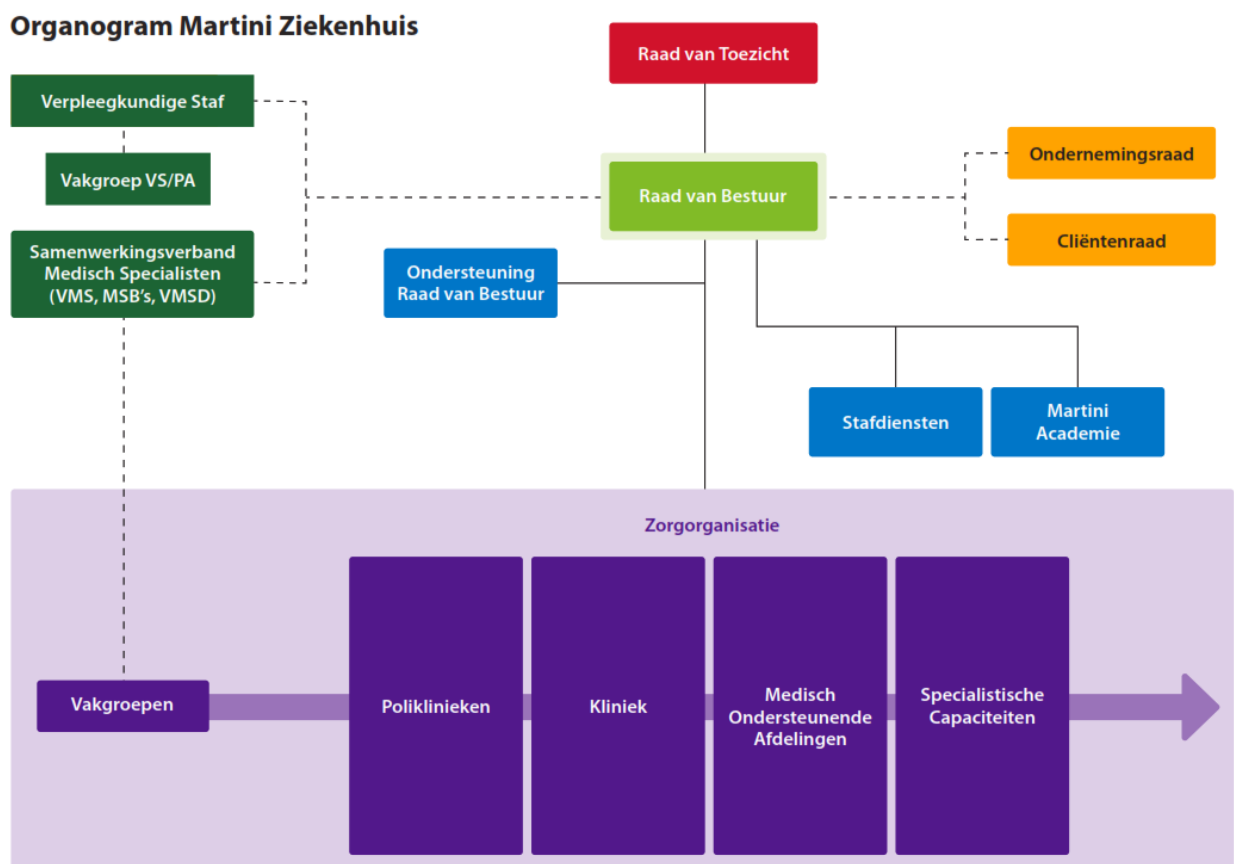 Organogram Martini Ziekenhuis
Raad van Toezicht
Verpleegkundige Staf
Vakgroep VS/PA
Samenwerkingsverband
Medisch Specialisten
(VMS, MSB's, VMSD)
Raad van Bestuur
Ondernemingsraad
Cliëntenraad
Ondersteuning
Raad van Bestuur
Stafdiensten
Martini
Academie
Zorgorganisatie
Vakgroepen
Poliklinieken
Kliniek
Medisch
Ondersteunende
Afdelingen
Specialistische
Capaciteiten